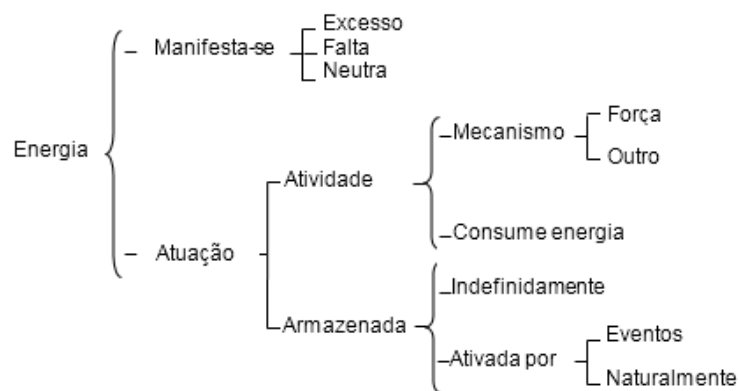 Excesso
Manifesta-se
Falta
Neutra
Energia
Atuação
Atividade
Mecanismo
Força
Outro
Consume energia
Armazenada
Indefinidamente
Ativada por
Eventos
Naturalmente